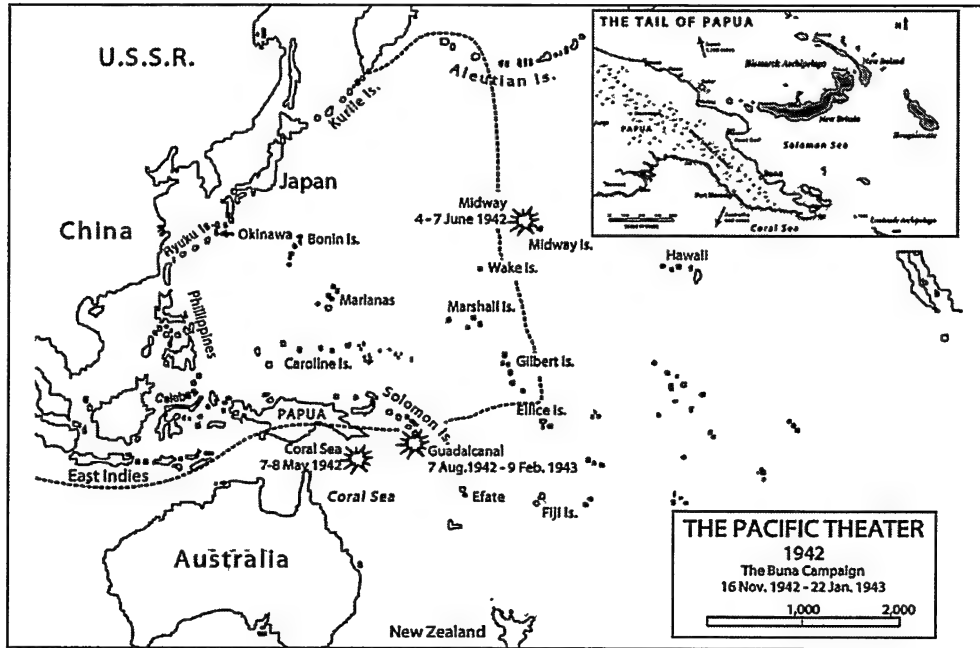 U.S.S.R.
Aleutian Is.
Kurile Is.
Japan
China
Ryuku Is.
Okinawa
Bonin Is.
Midway
4-7 June 1942
Midway Is.
Wake Is.
Hawaii
Marianas
Marshall Is.
Phillippines
Caroline Is.
Gilbert Is.
Celebes
PAPUA
Solomon Is.
Ellice Is.
Coral Sea
7-8 May 1942
Guadalcanal
7 Aug. 1942 - 9 Feb. 1943
East Indies
Coral Sea
Efate
Fiji Is.
Australia
New Zealand
THE TAIL OF PAPUA
N
Bismarck Archipelago
New Ireland
New Britain
Bougainville
PAPUA
Solomon Sea
Port Moresby
Coral Sea
Louisiade Archipelago
THE PACIFIC THEATER
1942
The Buna Campaign
16 Nov. 1942 - 22 Jan. 1943
1,000
2,000